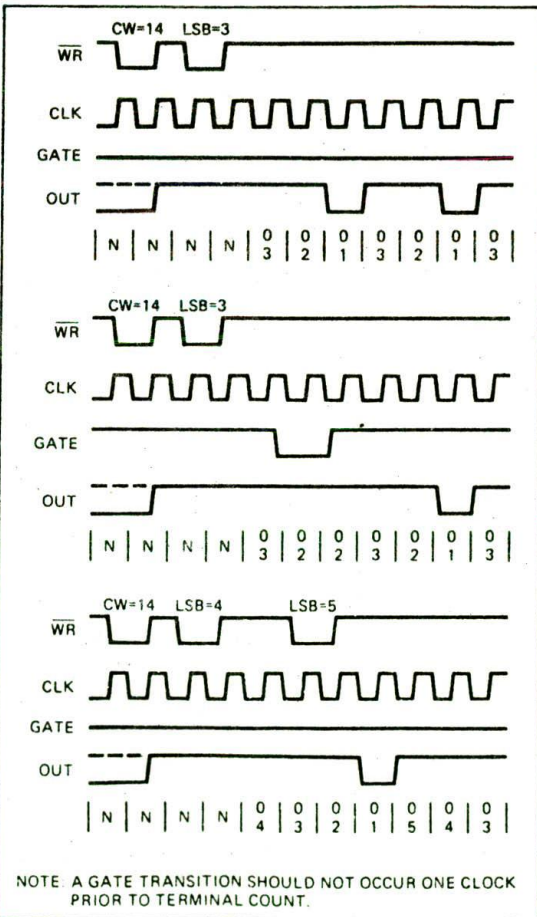 CW=14 LSB=3
WR
CLK
GATE
OUT
| N | N | N | N | 0 3 | 0 2 | 0 1 | 0 3 | 0 2 | 0 1 | 0 3 |
CW=14 LSB=3
WR
CLK
GATE
OUT
| N | N | N | N | 0 3 | 0 2 | 0 2 | 0 3 | 0 2 | 0 1 | 0 3 |
CW=14 LSB=4 LSB=5
WR
CLK
GATE
OUT
| N | N | N | N | 0 4 | 0 3 | 0 2 | 0 1 | 0 5 | 0 4 | 0 3 |
NOTE: A GATE TRANSITION SHOULD NOT OCCUR ONE CLOCK
PRIOR TO TERMINAL COUNT.